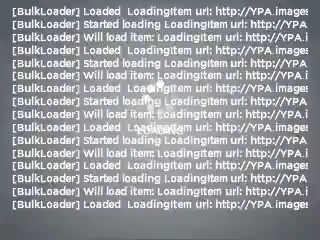 [BulkLoader] Loaded LoadingItem url: http://YPA.images
[BulkLoader] Started loading LoadingItem url: http://YPA
[BulkLoader] Will load item: LoadingItem url: http://YPA.i
[BulkLoader] Loaded LoadingItem url: http://YPA.images
[BulkLoader] Started loading LoadingItem url: http://YPA
[BulkLoader] Will load item: LoadingItem url: http://YPA.i
[BulkLoader] Loaded LoadingItem url: http://YPA.images
[BulkLoader] Started loading LoadingItem url: http://YPA
[BulkLoader] Will load item: LoadingItem url: http://YPA.i
[BulkLoader] Loaded LoadingItem url: http://YPA.images
LOADING
[BulkLoader] Started loading LoadingItem url: http://YPA
[BulkLoader] Will load item: LoadingItem url: http://YPA.i
[BulkLoader] Loaded LoadingItem url: http://YPA.images
[BulkLoader] Started loading LoadingItem url: http://YPA
[BulkLoader] Will load item: LoadingItem url: http://YPA.i
[BulkLoader] Loaded LoadingItem url: http://YPA.images